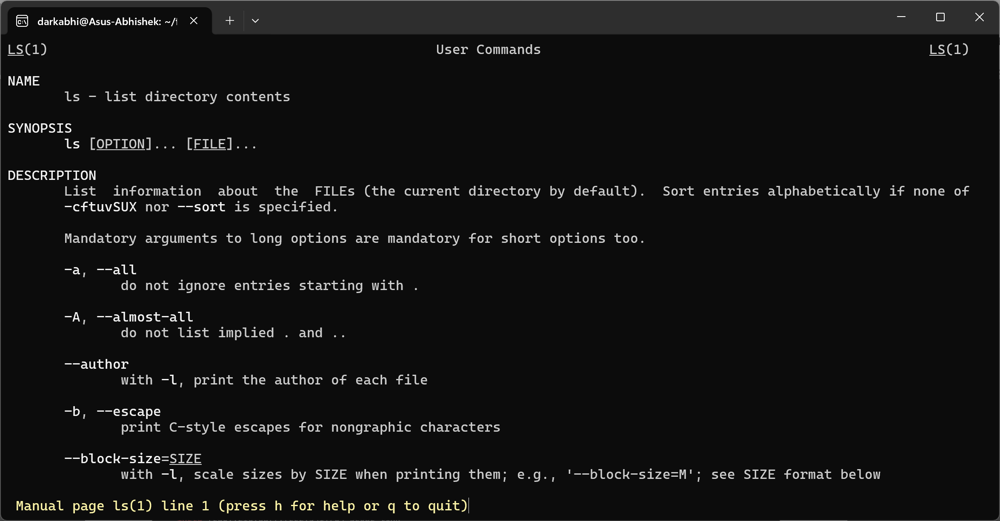 darkabhi@Asus-Abhishek: ~/
LS(1) User Commands LS(1)
NAME
ls - list directory contents
SYNOPSIS
ls [OPTION]... [FILE]...
DESCRIPTION
List information about the FILEs (the current directory by default). Sort entries alphabetically if none of
-cftuvSUX nor --sort is specified.
Mandatory arguments to long options are mandatory for short options too.
-a, --all
do not ignore entries starting with .
-A, --almost-all
do not list implied . and ..
--author
with -l, print the author of each file
-b, --escape
print C-style escapes for nongraphic characters
--block-size=SIZE
with -l, scale sizes by SIZE when printing them; e.g., '--block-size=M'; see SIZE format below
Manual page ls(1) line 1 (press h for help or q to quit)